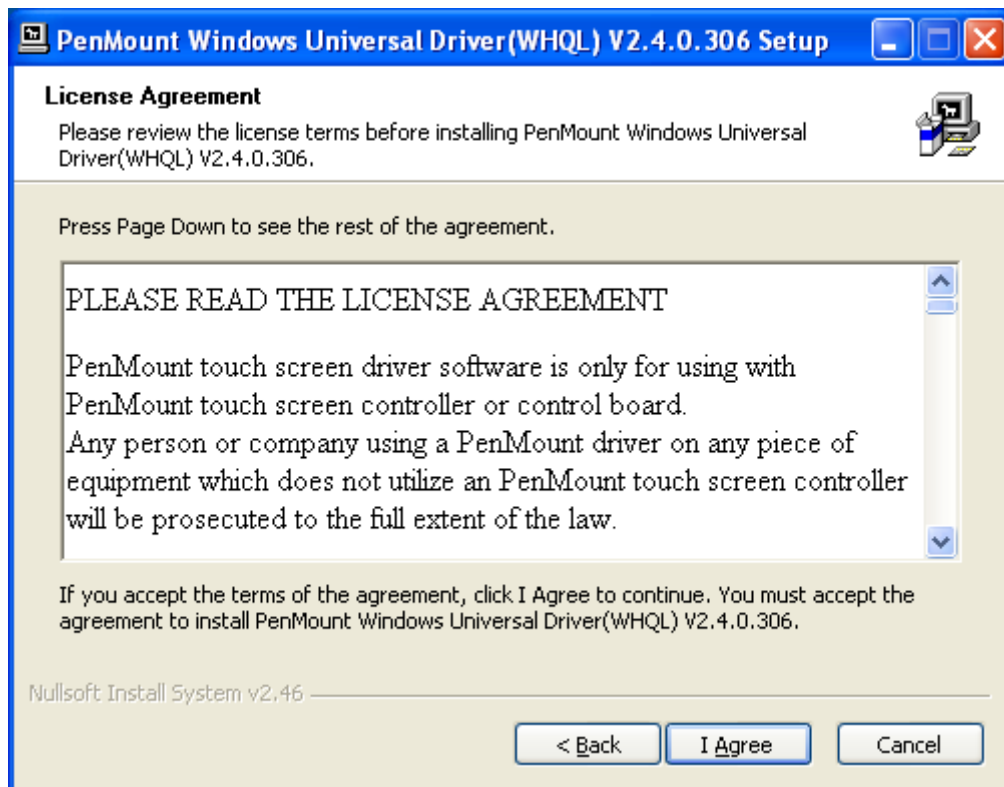 PenMount Windows Universal Driver(WHQL) V2.4.0.306 Setup
License Agreement
Please review the license terms before installing PenMount Windows Universal
Driver(WHQL) V2.4.0.306.
Press Page Down to see the rest of the agreement.
PLEASE READ THE LICENSE AGREEMENT
PenMount touch screen driver software is only for using with
PenMount touch screen controller or control board.
Any person or company using a PenMount driver on any piece of
equipment which does not utilize an PenMount touch screen controller
will be prosecuted to the full extent of the law.
If you accept the terms of the agreement, click I Agree to continue. You must accept the
agreement to install PenMount Windows Universal Driver(WHQL) V2.4.0.306.
Nullsoft Install System v2.46
< Back
I Agree
Cancel